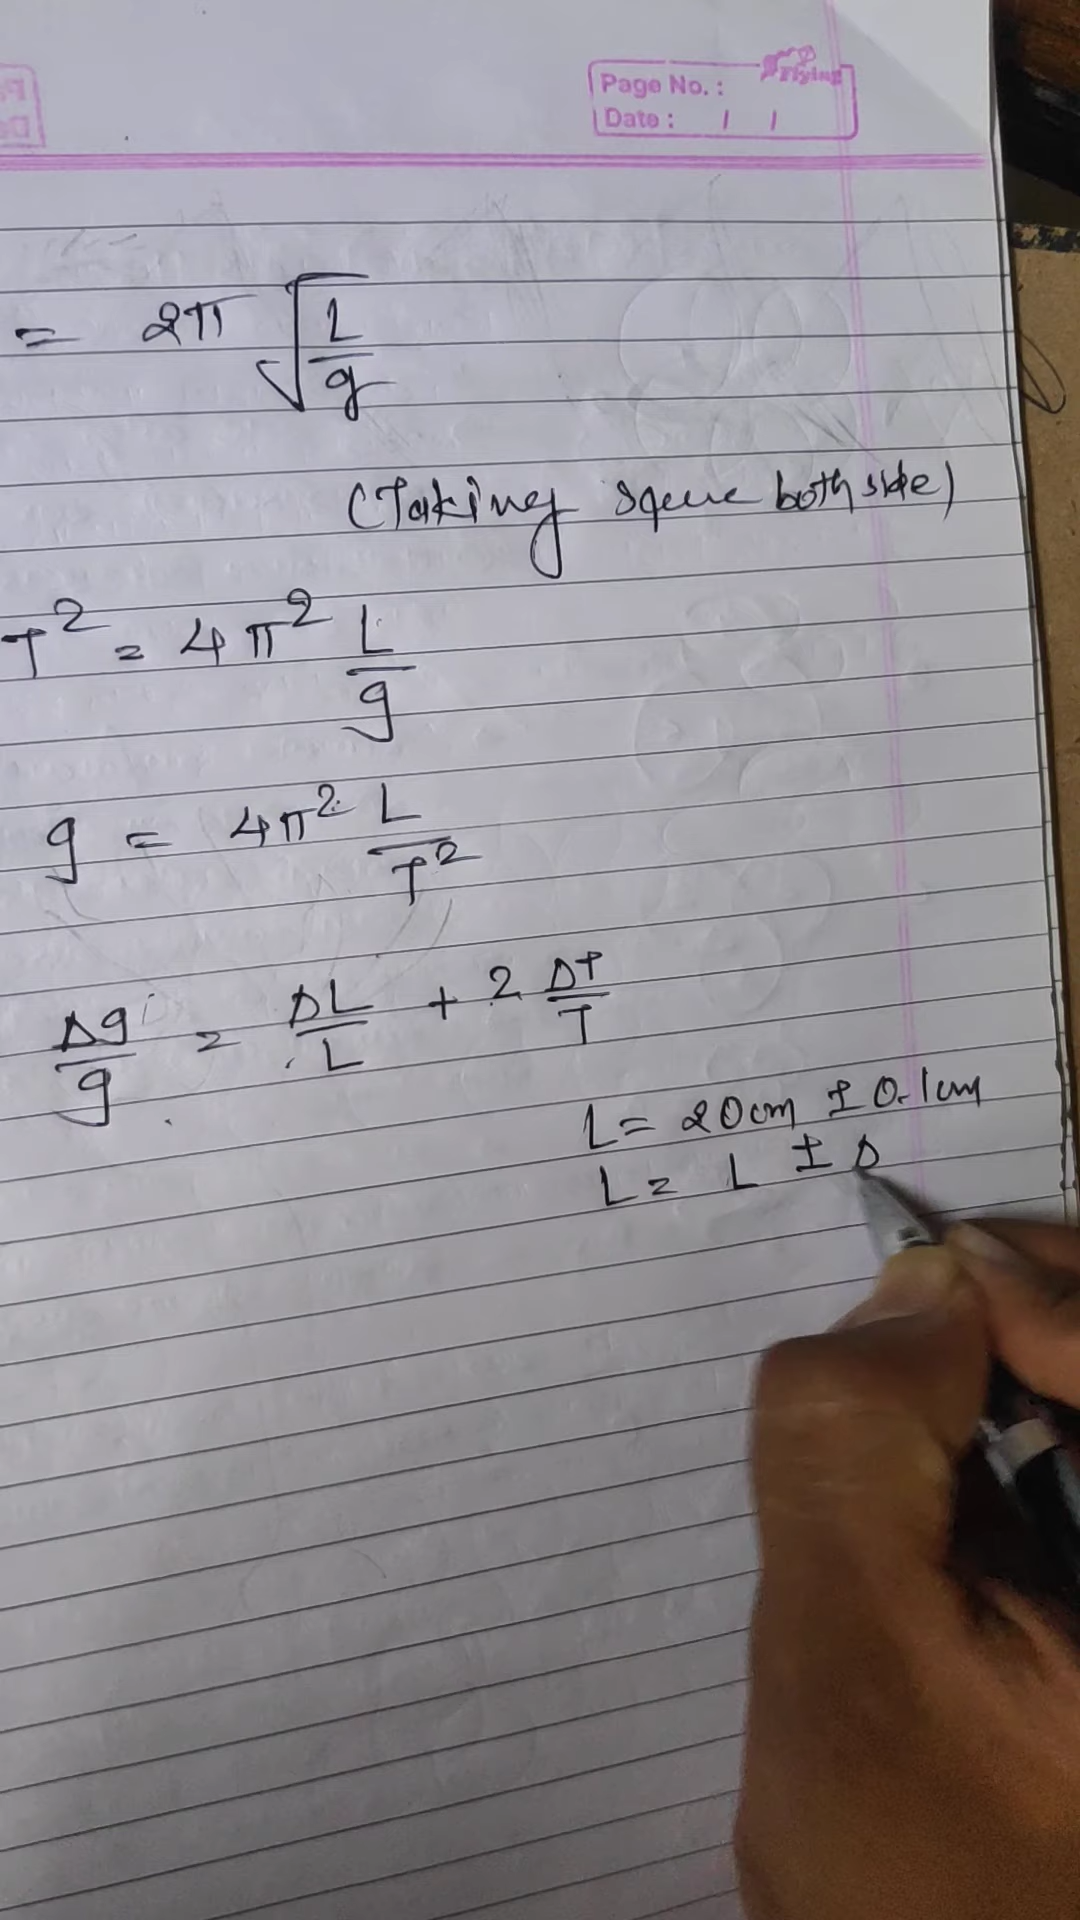 Page No.:
Flying
Date: / /
= 2π √(L/g)
(Taking squre both side)
T² = 4π² L/g
g = 4π² L/T²
Δg/g = ΔL/L + 2 ΔT/T
L = 20cm ± 0.1cm
L = L ± Δ